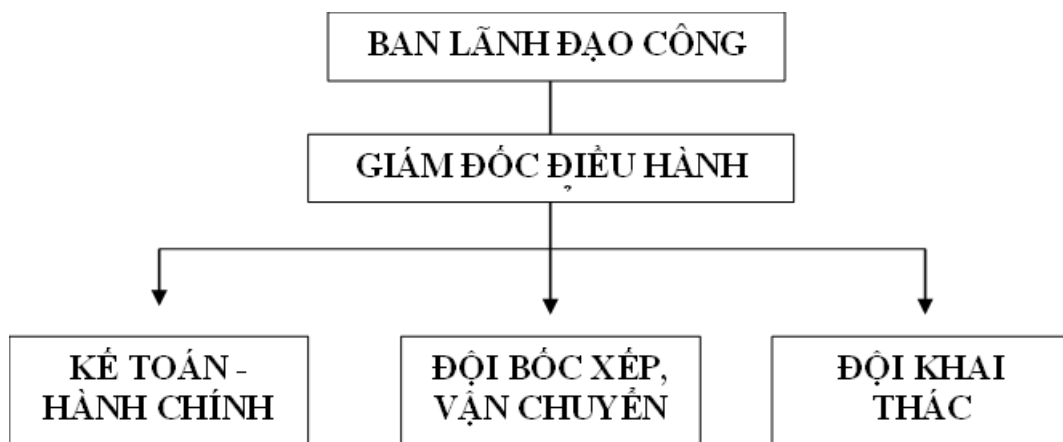 BAN LÃNH ĐẠO CÔNG
GIÁM ĐỐC ĐIỀU HÀNH
KẾ TOÁN -
HÀNH CHÍNH
ĐỘI BỐC XẾP,
VẬN CHUYỂN
ĐỘI KHAI
THÁC